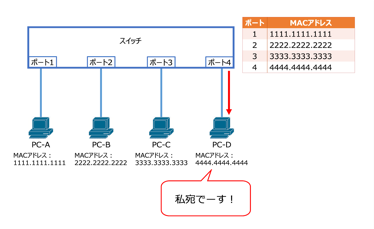 スイッチ
ポート1 ポート2 ポート3 ポート4
ポート MACアドレス
1 1111.1111.1111
2 2222.2222.2222
3 3333.3333.3333
4 4444.4444.4444
PC-A PC-B PC-C PC-D
MACアドレス： MACアドレス： MACアドレス： MACアドレス：
1111.1111.1111 2222.2222.2222 3333.3333.3333 4444.4444.4444
私宛でーす！